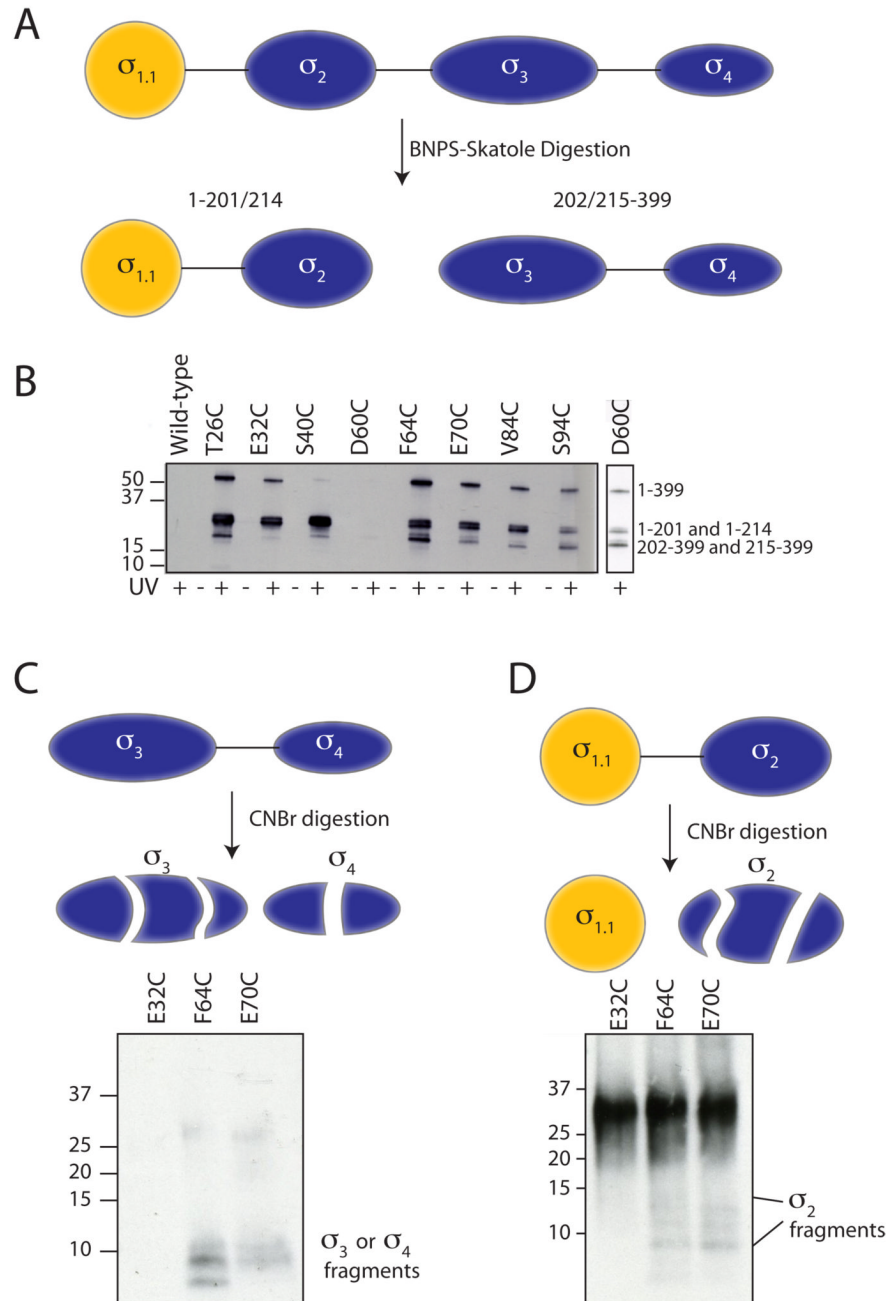 A
σ1.1 σ2 σ3 σ4
BNPS-Skatole Digestion
1-201/214 202/215-399
σ1.1 σ2 σ3 σ4
B
Wild-type T26C E32C S40C D60C F64C E70C V84C S94C D60C
50
37
15
10
1-399
1-201 and 1-214
202-399 and 215-399
UV + - + - + - + - + - + - + - + - + +
C
σ3 σ4
CNBr digestion
σ3 σ4
E32C F64C E70C
37
25
20
15
10
σ3 or σ4
fragments
D
σ1.1 σ2
CNBr digestion
σ2
σ1.1
E32C F64C E70C
37
25
20
15
10
σ2
fragments